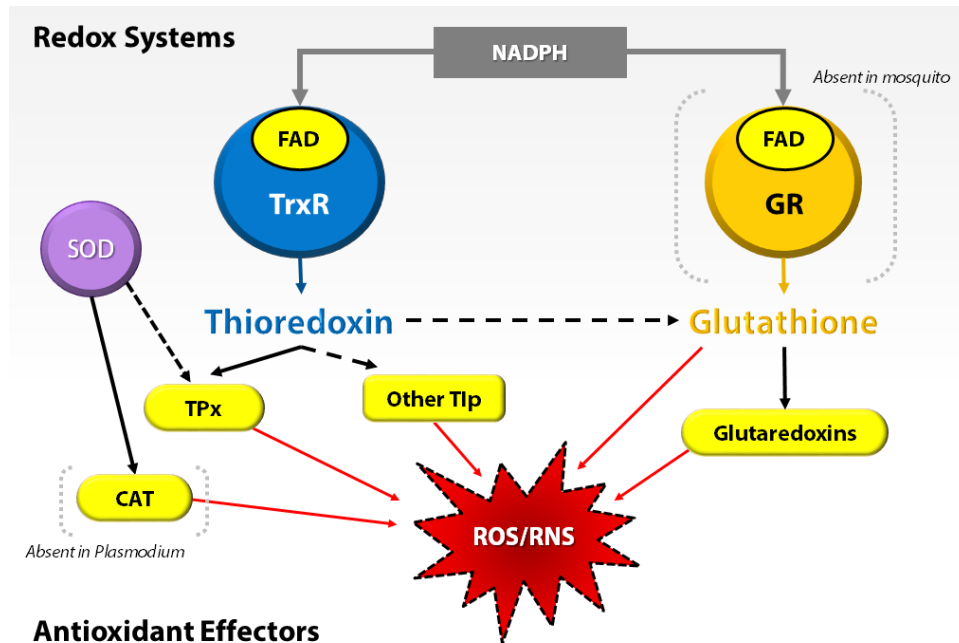 Redox Systems
NADPH
Absent in mosquito
FAD
FAD
TrxR
GR
SOD
Thioredoxin
Glutathione
TPx
Other TIp
Glutaredoxins
CAT
ROS/RNS
Absent in Plasmodium
Antioxidant Effectors